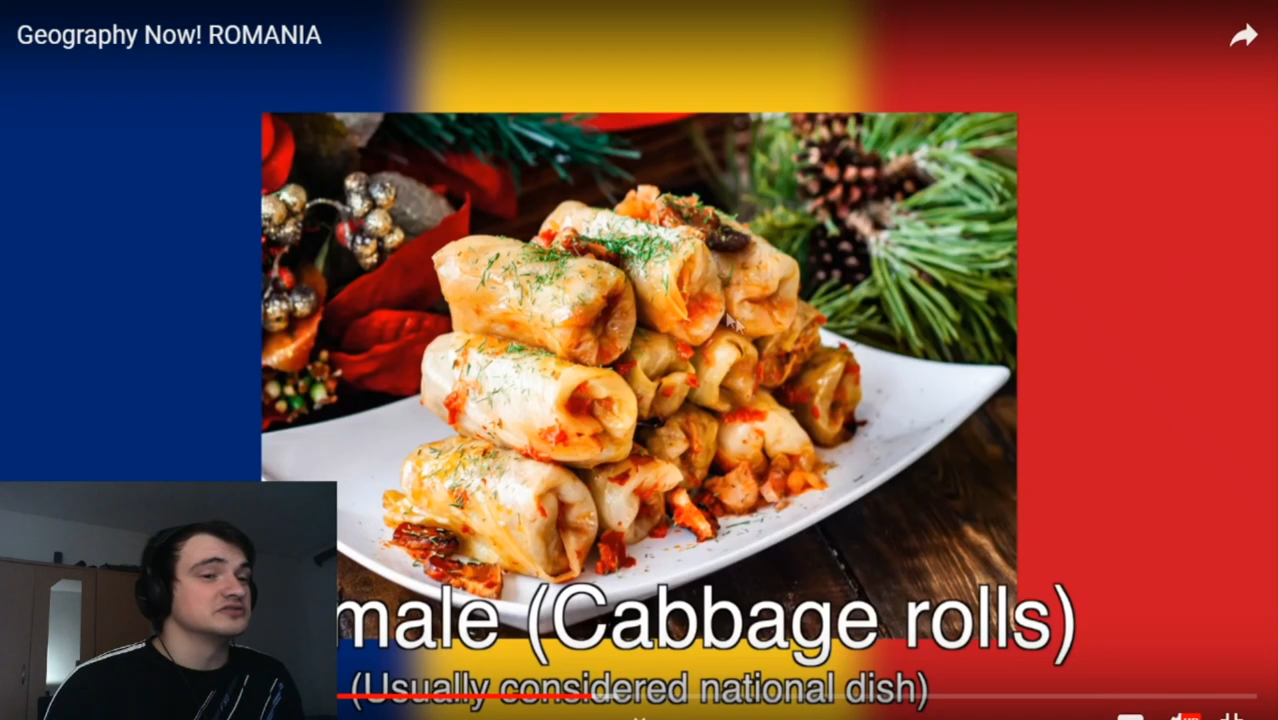 Geography Now! ROMANIA
male (Cabbage rolls)
(Usually considered national dish)